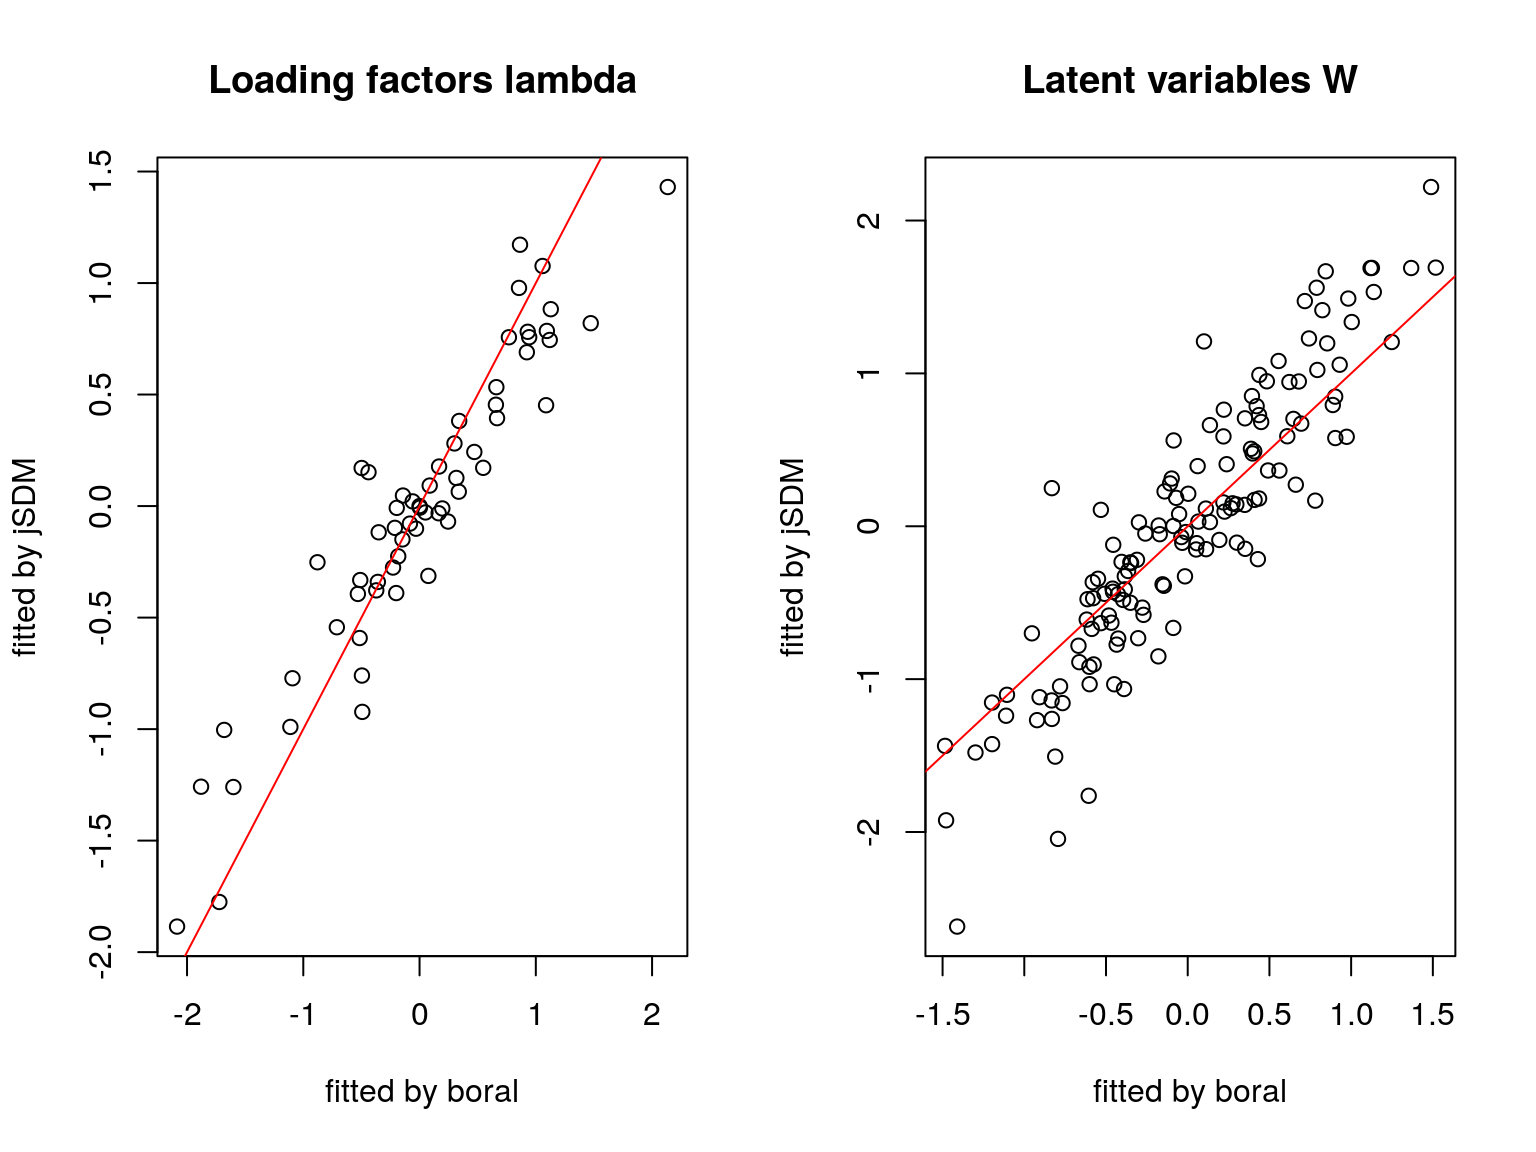 Loading factors lambda
fitted by jSDM
1.5
1.0
0.5
0.0
-0.5
-1.0
-1.5
-2.0
-2 -1 0 1 2
fitted by boral
Latent variables W
fitted by jSDM
2
1
0
-1
-2
-1.5 -0.5 0.0 0.5 1.0 1.5
fitted by boral